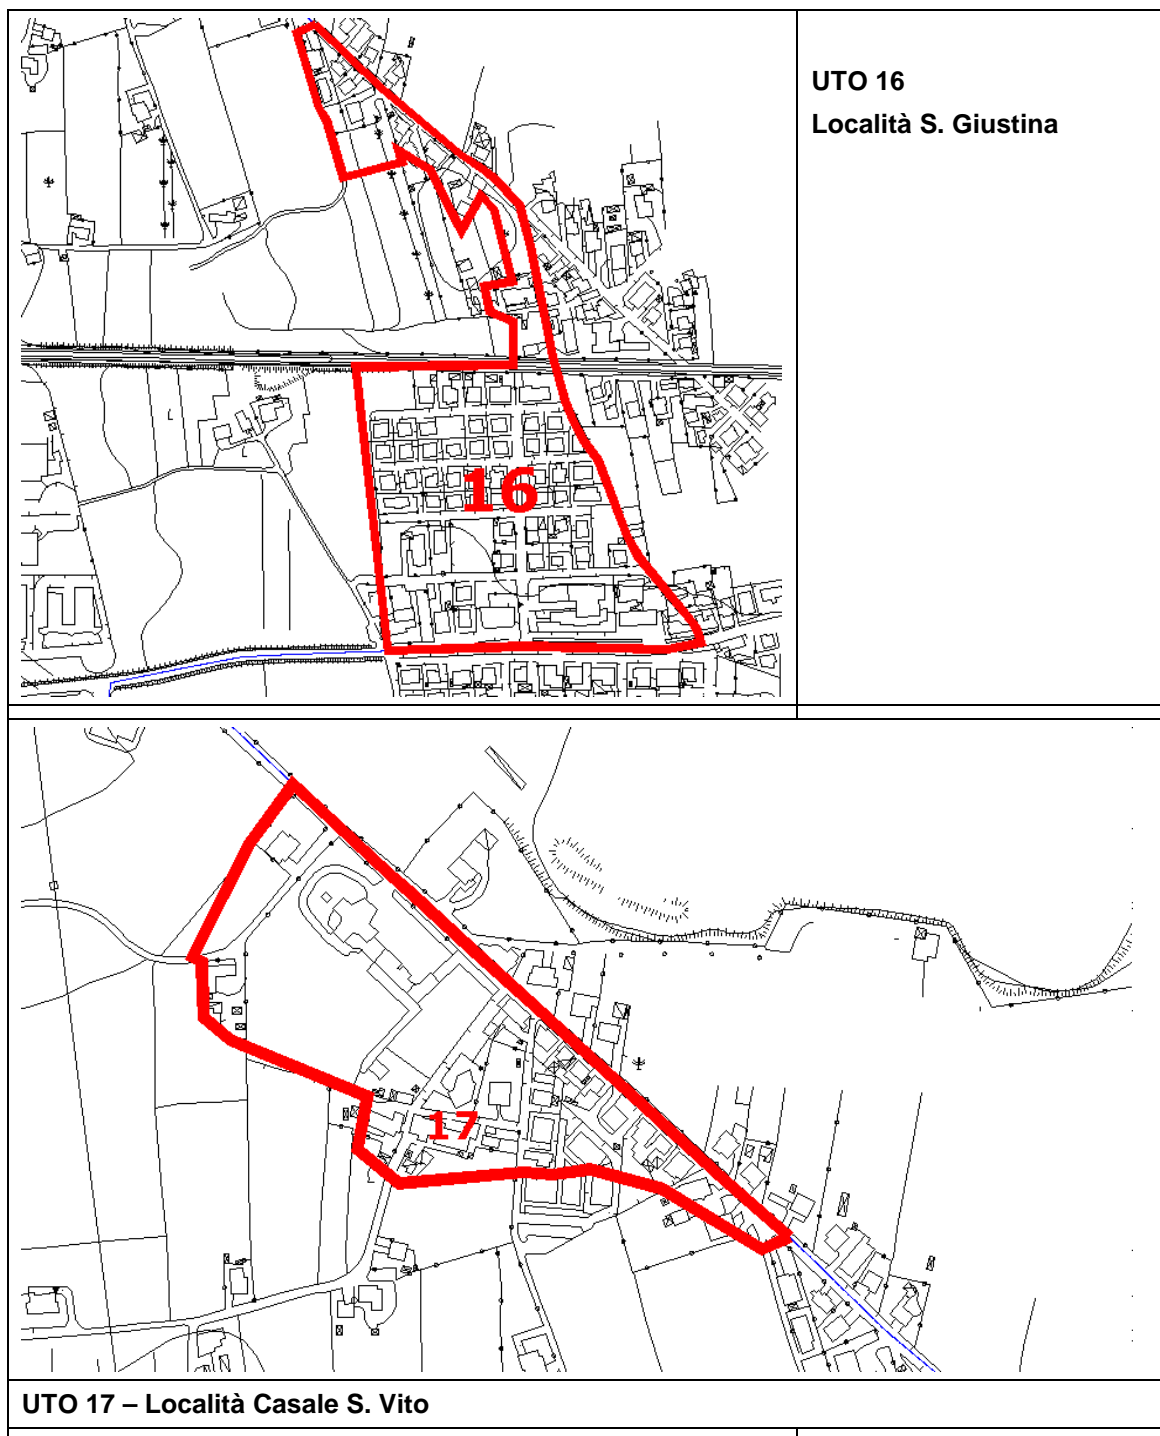 UTO 16
Località S. Giustina
16
17
UTO 17 – Località Casale S. Vito